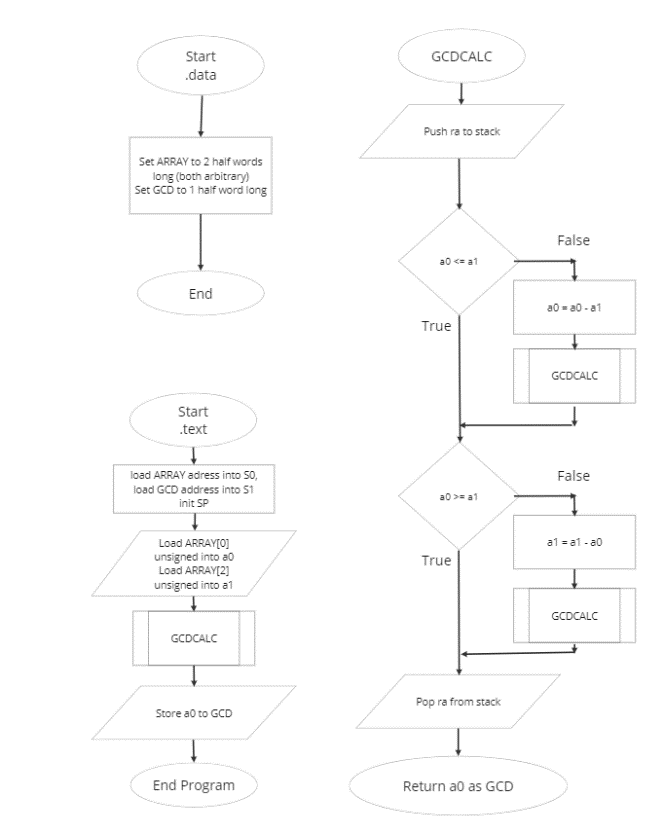 Start
.data
Set ARRAY to 2 half words
long (both arbitrary)
Set GCD to 1 half word long
End
Start
.text
load ARRAY adress into S0,
load GCD address into S1
init SP
Load ARRAY[0]
unsigned into a0
Load ARRAY[2]
unsigned into a1
GCDCALC
Store a0 to GCD
End Program
GCDCALC
Push ra to stack
a0 <= a1
False
a0 = a0 - a1
True
GCDCALC
a0 >= a1
False
a1 = a1 - a0
True
GCDCALC
Pop ra from stack
Return a0 as GCD